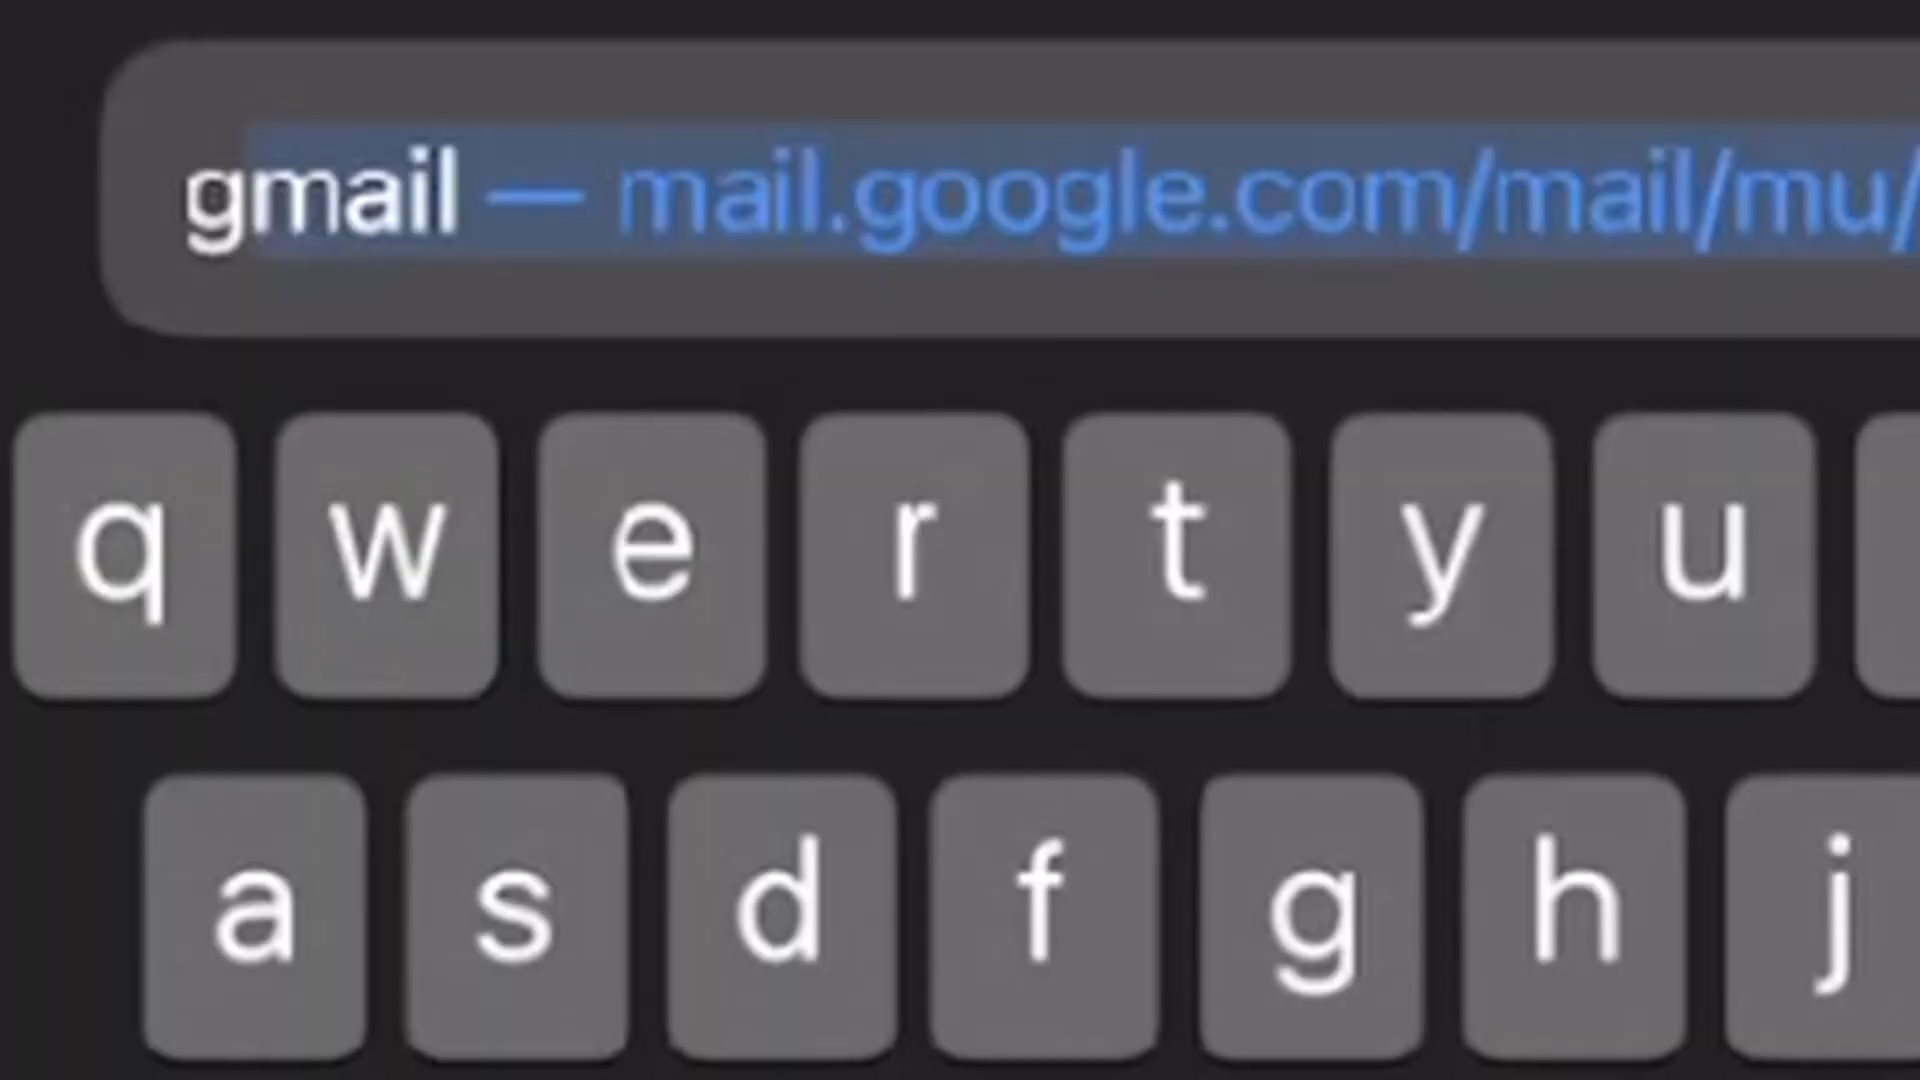 gmail — mail.google.com/mail/mu/
q w e r t y u
a s d f g h j